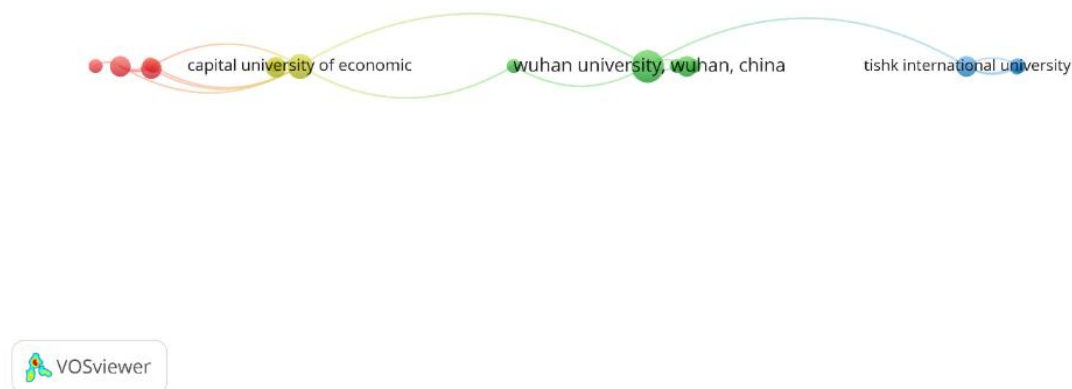 capital university of economic
wuhan university, wuhan, china
tishk international university
VOSviewer